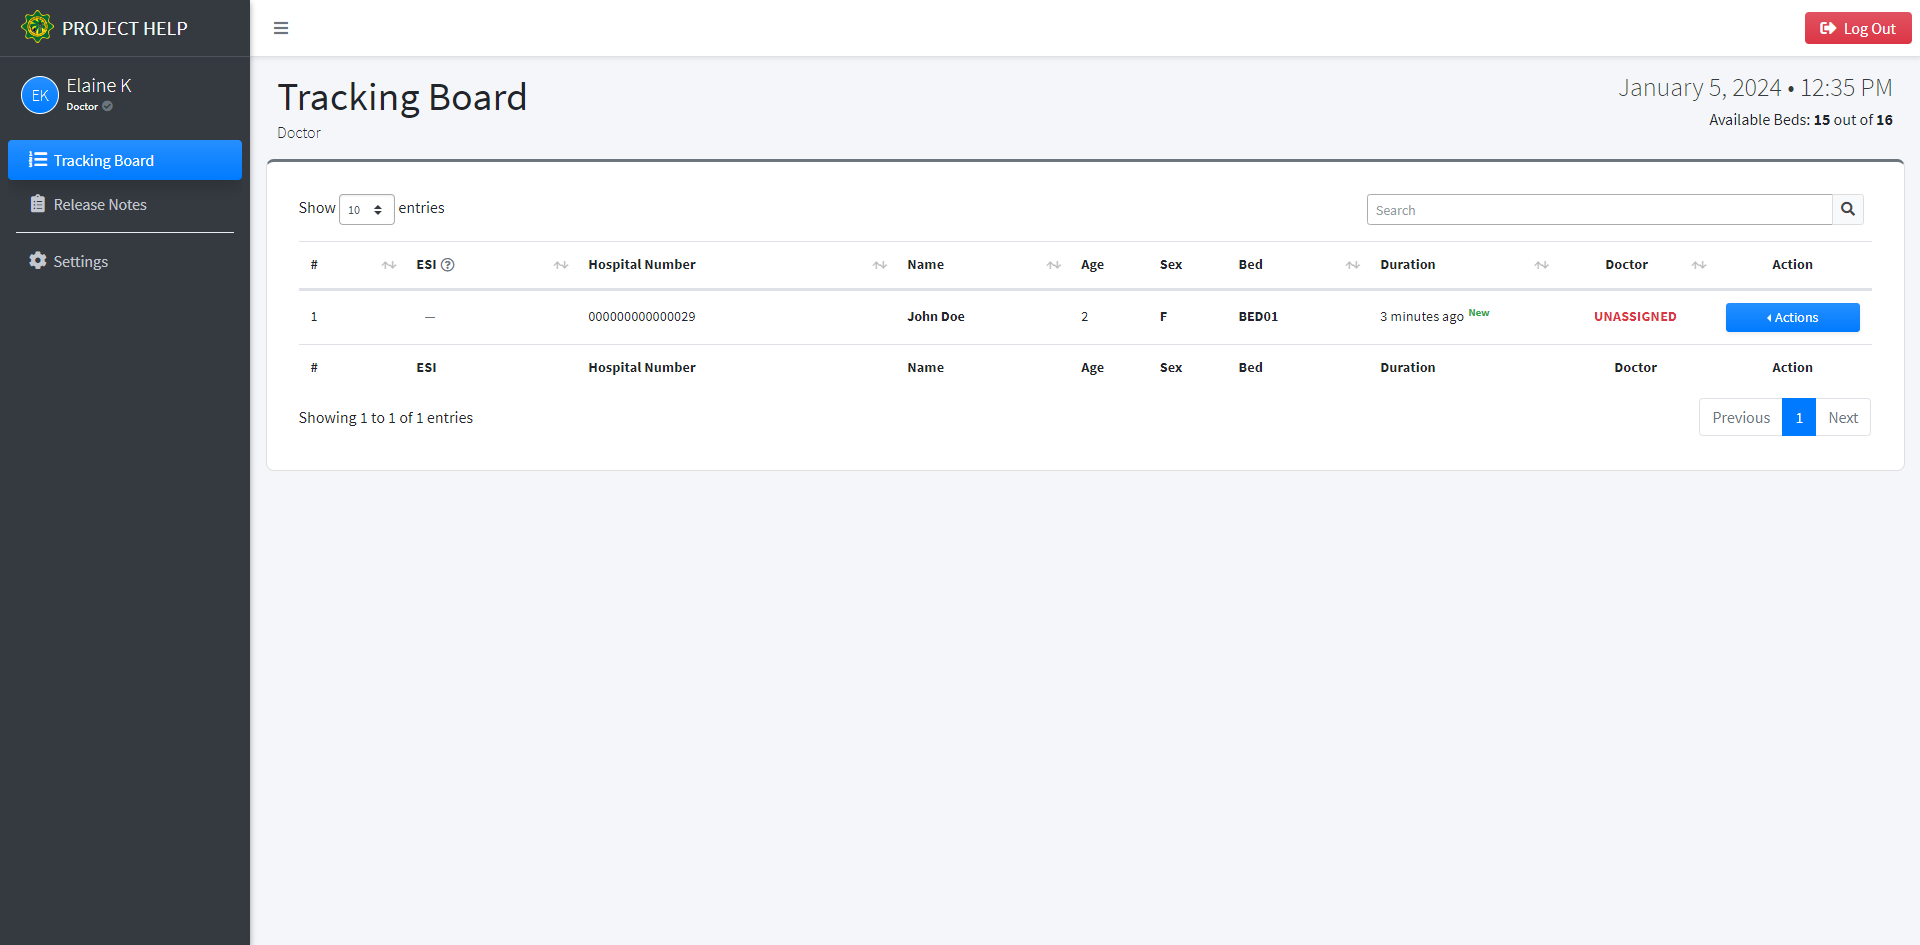 PROJECT HELP
Log Out
EK
Elaine K
Doctor
Tracking Board
Release Notes
Settings
Tracking Board
Doctor
January 5, 2024 • 12:35 PM
Available Beds: 15 out of 16
Show 10 entries
Search
# ESI Hospital Number Name Age Sex Bed Duration Doctor Action
1 — 000000000000029 John Doe 2 F BED01 3 minutes ago New UNASSIGNED Actions
# ESI Hospital Number Name Age Sex Bed Duration Doctor Action
Showing 1 to 1 of 1 entries
Previous 1 Next